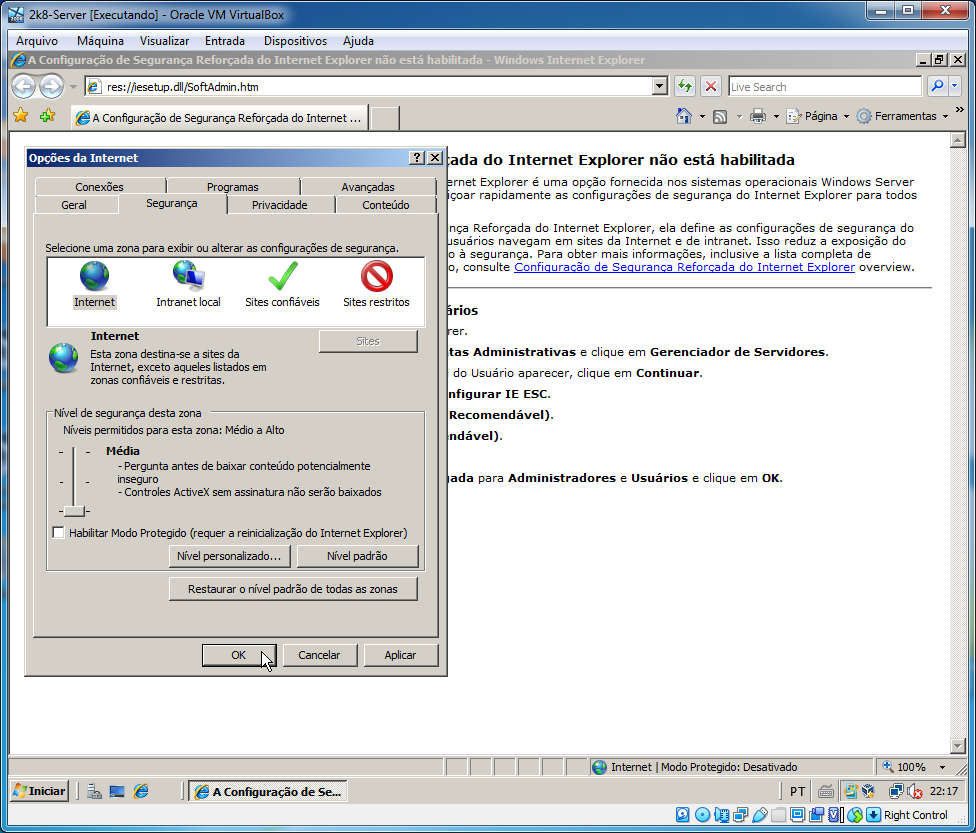 2k8-Server [Executando] - Oracle VM VirtualBox
Arquivo Máquina Visualizar Entrada Dispositivos Ajuda
A Configuração de Segurança Reforçada do Internet Explorer não está habilitada - Windows Internet Explorer
res://iesetup.dll/SoftAdmin.htm
Live Search
A Configuração de Segurança Reforçada do Internet ...
Página Ferramentas »
Opções da Internet
Conexões Programas Avançadas
Geral Segurança Privacidade Conteúdo
Selecione uma zona para exibir ou alterar as configurações de segurança.
Internet Intranet local Sites confiáveis Sites restritos
Internet
Sites
Esta zona destina-se a sites da
Internet, exceto aqueles listados em
zonas confiáveis e restritas.
Nível de segurança desta zona
Níveis permitidos para esta zona: Médio a Alto
Média
- Pergunta antes de baixar conteúdo potencialmente
inseguro
- Controles ActiveX sem assinatura não serão baixados
Habilitar Modo Protegido (requer a reinicialização do Internet Explorer)
Nível personalizado... Nível padrão
Restaurar o nível padrão de todas as zonas
OK Cancelar Aplicar
ada do Internet Explorer não está habilitada
ernet Explorer é uma opção fornecida nos sistemas operacionais Windows Server
içoar rapidamente as configurações de segurança do Internet Explorer para todos
nça Reforçada do Internet Explorer, ela define as configurações de segurança do
usuários navegam em sites da Internet e de intranet. Isso reduz a exposição do
o à segurança. Para obter mais informações, inclusive a lista completa de
o, consulte Configuração de Segurança Reforçada do Internet Explorer overview.
ários
rer.
tas Administrativas e clique em Gerenciador de Servidores.
do Usuário aparecer, clique em Continuar.
nfigurar IE ESC.
Recomendável).
ndável).
gada para Administradores e Usuários e clique em OK.
Internet | Modo Protegido: Desativado
100%
Iniciar
A Configuração de Se...
PT
22:17
Right Control